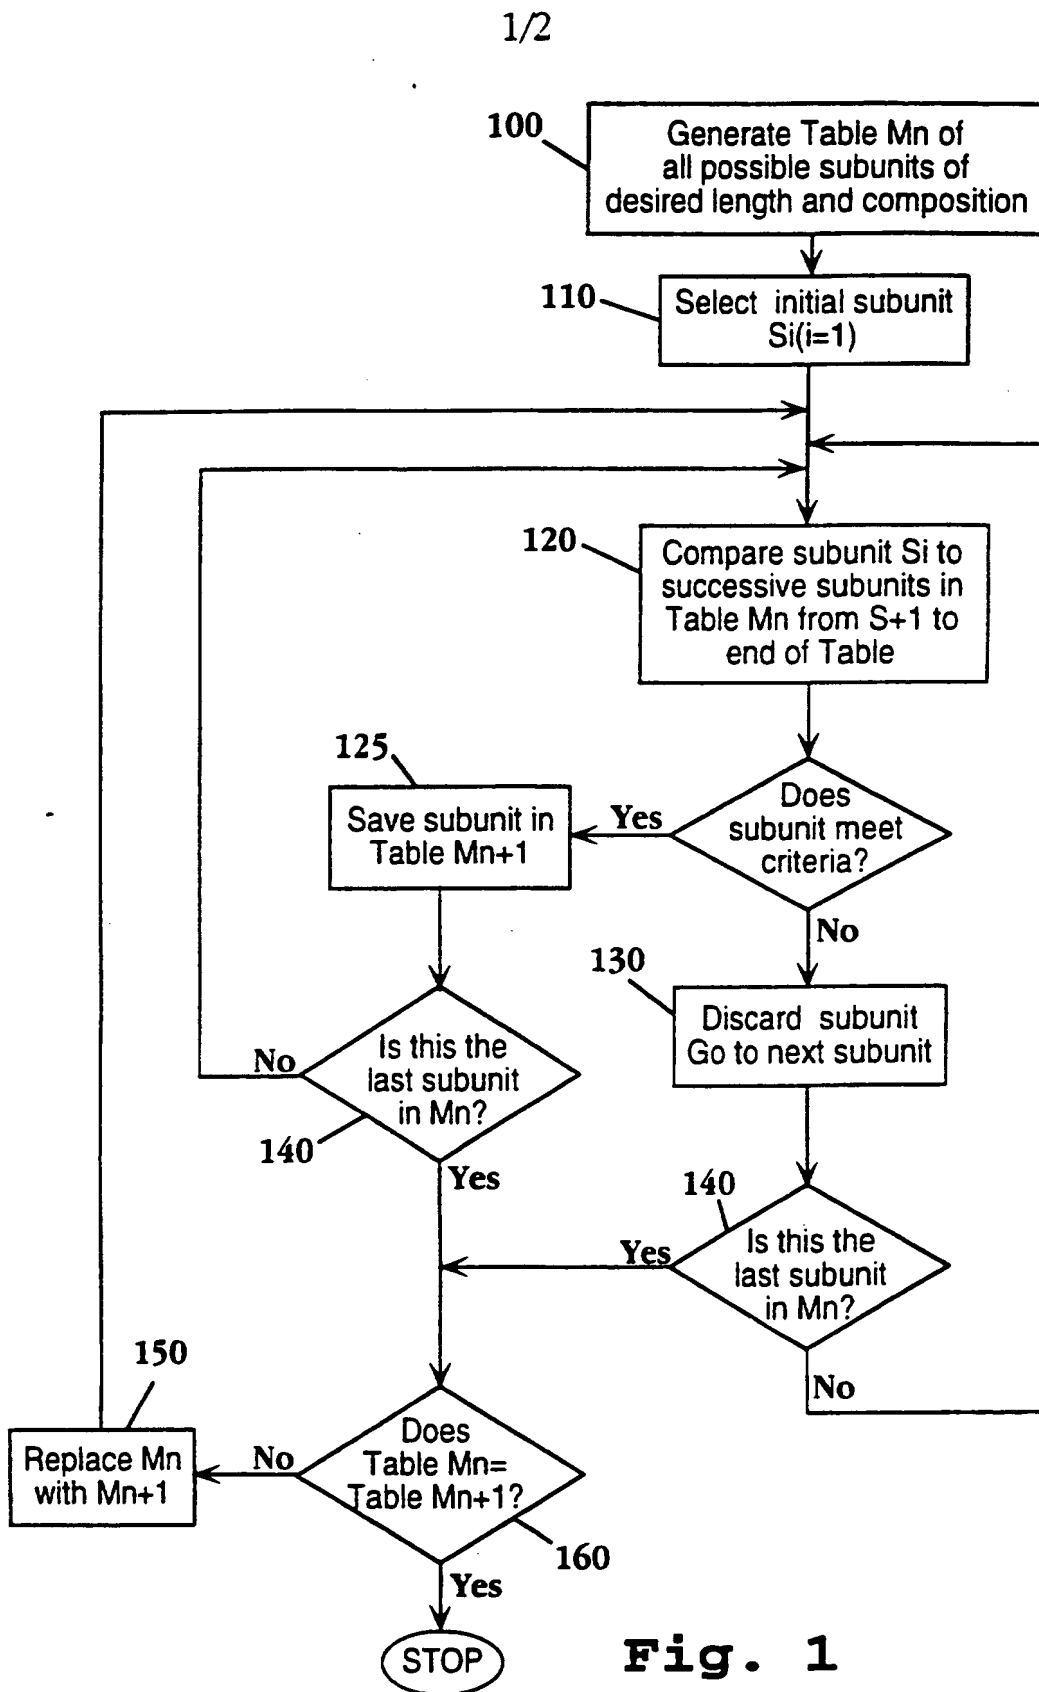 1/2
100
Generate Table Mn of
all possible subunits of
desired length and composition
110
Select initial subunit
Si(i=1)
120
Compare subunit Si to
successive subunits in
Table Mn from S+1 to
end of Table
125
Save subunit in
Table Mn+1
Yes
Does
subunit meet
criteria?
No
130
Discard subunit
Go to next subunit
No
Is this the
last subunit
in Mn?
140
Yes
140
Yes
Is this the
last subunit
in Mn?
No
150
Replace Mn
with Mn+1
No
Does
Table Mn=
Table Mn+1?
160
Yes
STOP
Fig. 1